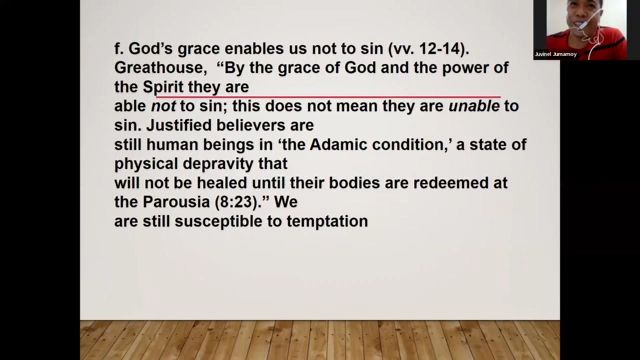 f. God's grace enables us not to sin (vv. 12-14).
Greathouse, “By the grace of God and the power of
the Spirit they are
able not to sin; this does not mean they are unable to
sin. Justified believers are
still human beings in ‘the Adamic condition,’ a state of
physical depravity that
will not be healed until their bodies are redeemed at
the Parousia (8:23).” We
are still susceptible to temptation
Juvinel Jumamoy